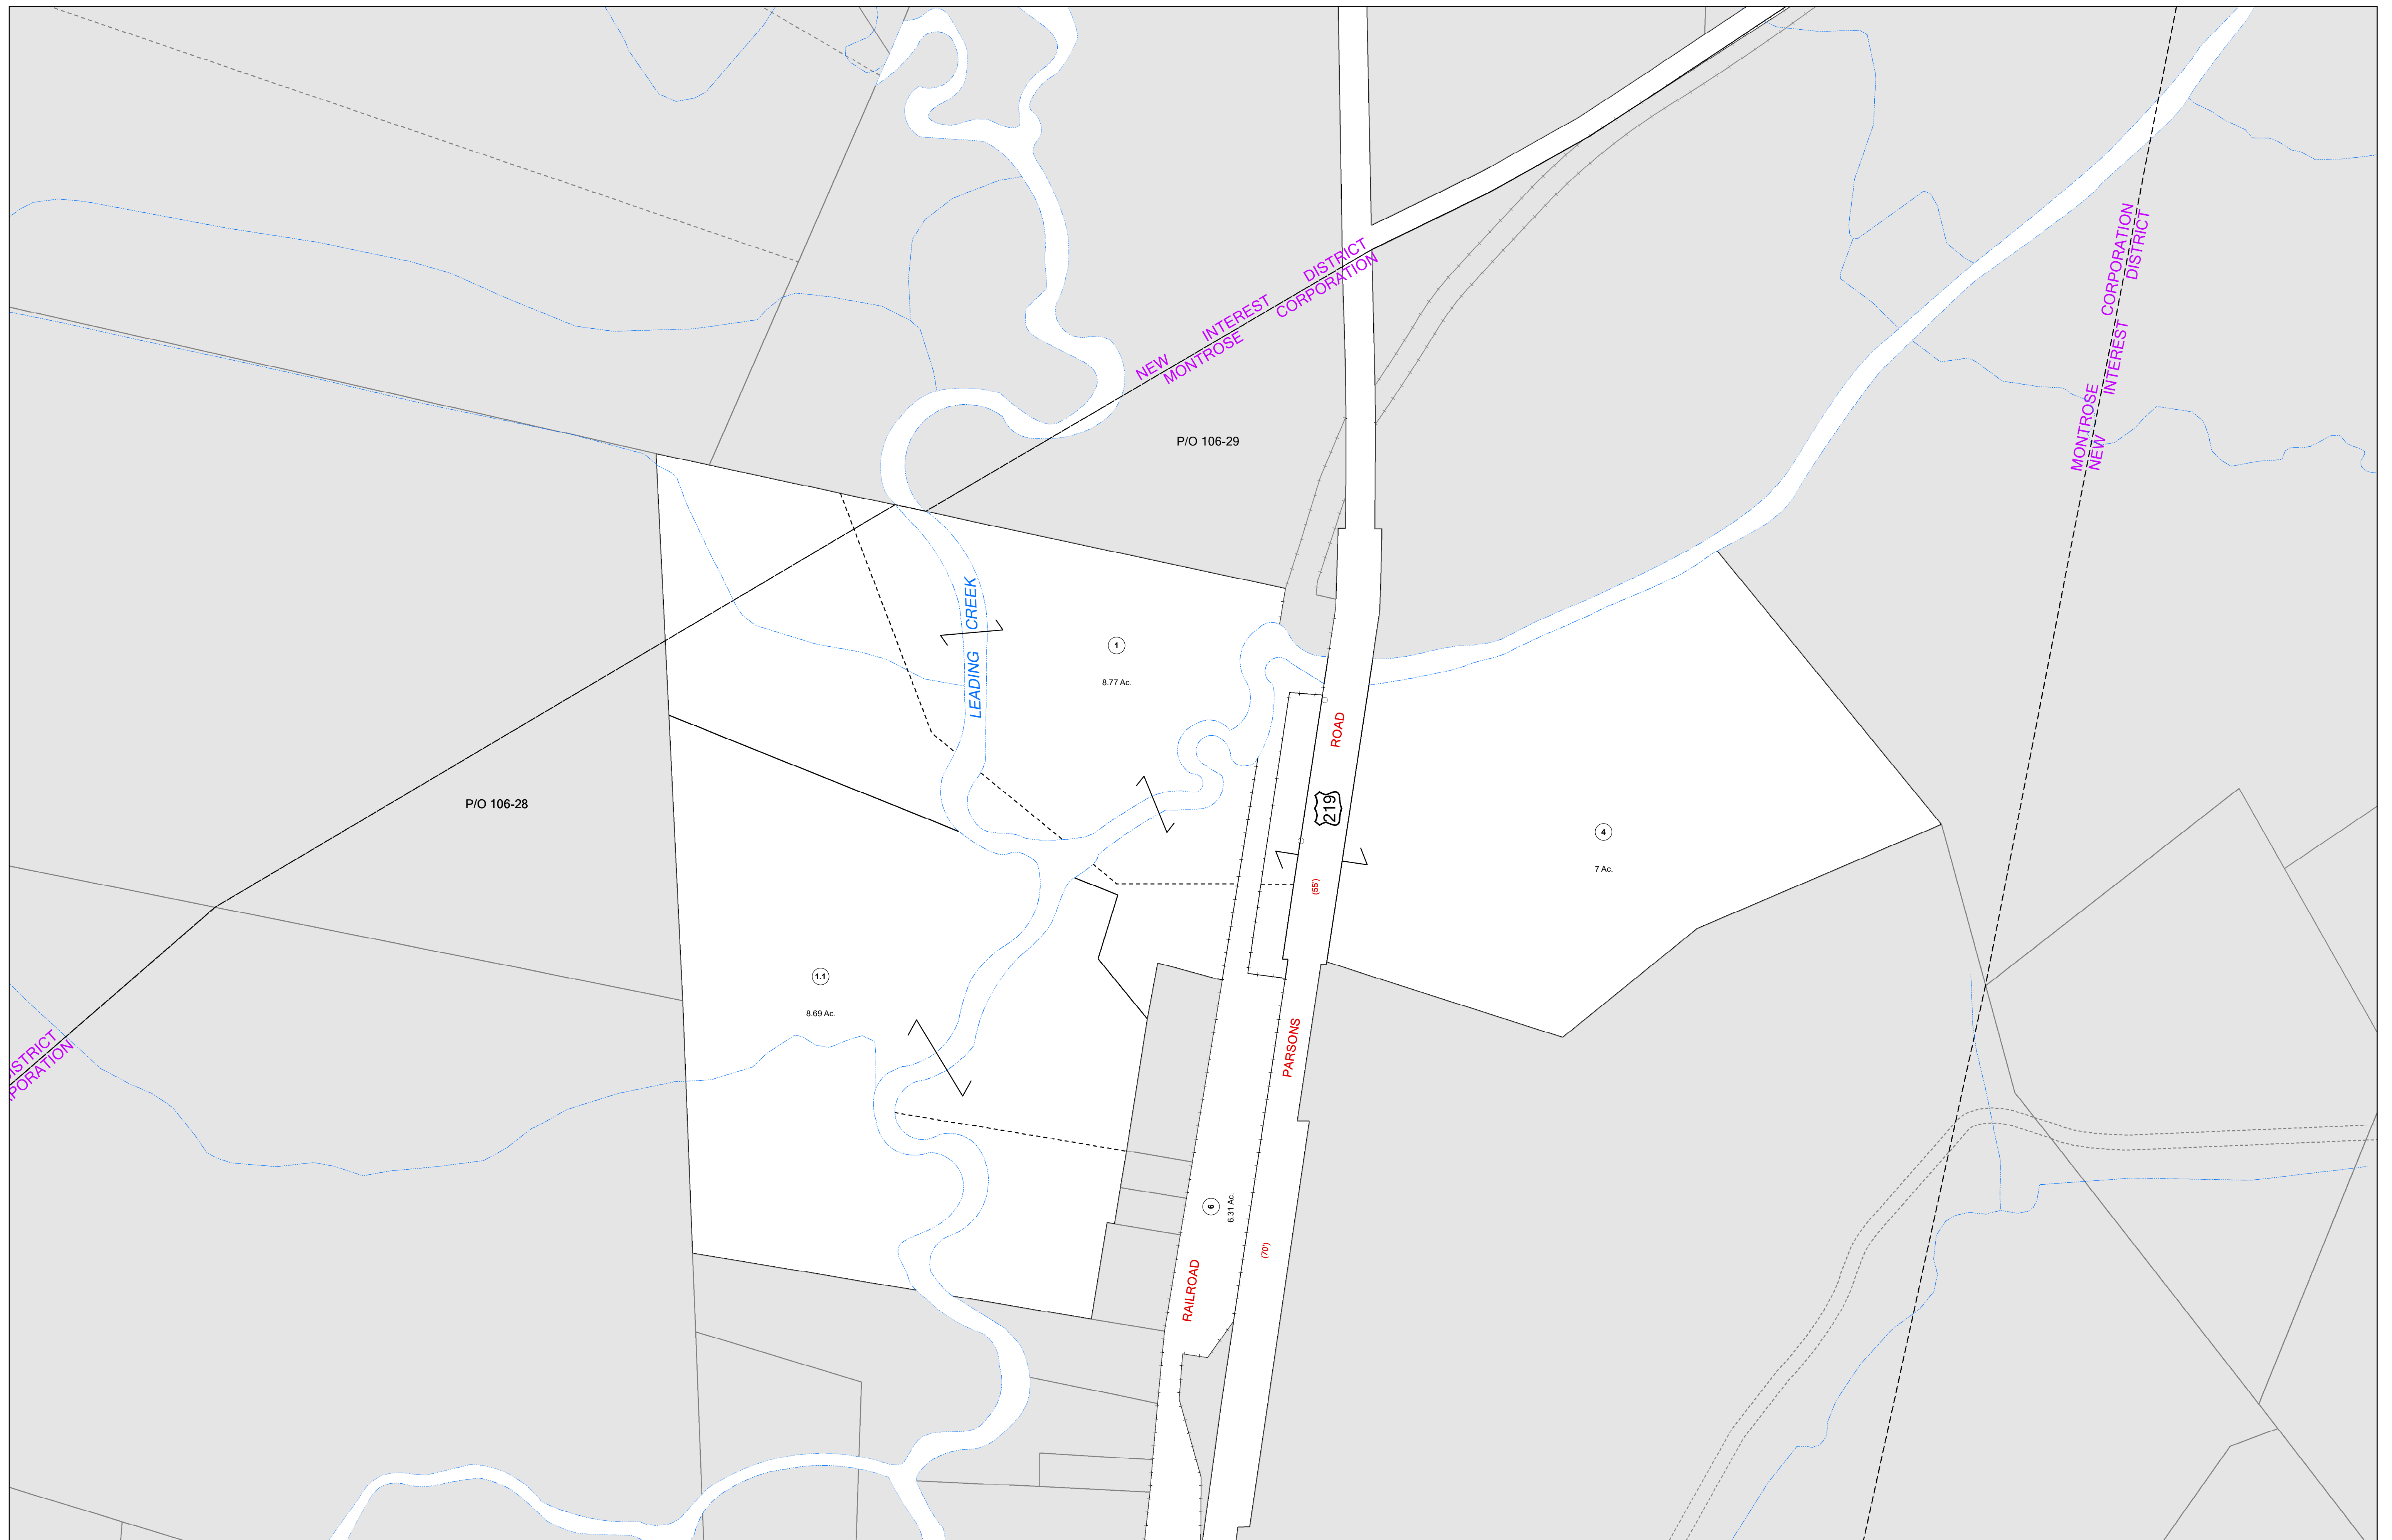 NEW INTEREST DISTRICT
MONTROSE CORPORATION
MONTROSE CORPORATION
NEW INTEREST DISTRICT
P/O 106-29
LEADING CREEK
1
8.77 Ac.
ROAD
219
P/O 106-28
4
7 Ac.
(55')
1.1
8.69 Ac.
PARSONS
6
6.31 Ac.
(70')
RAILROAD